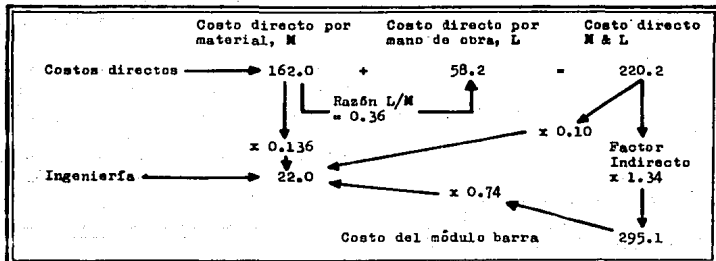 Costo directo por material, M
Costo directo por mano de obra, L
Costo directo M & L
Costos directos 162.0 + 58.2 = 220.2
Razón L/M = 0.36
x 0.10
x 0.136
Factor Indirecto x 1.34
Ingeniería 22.0
x 0.74
Costo del módulo barra 295.1